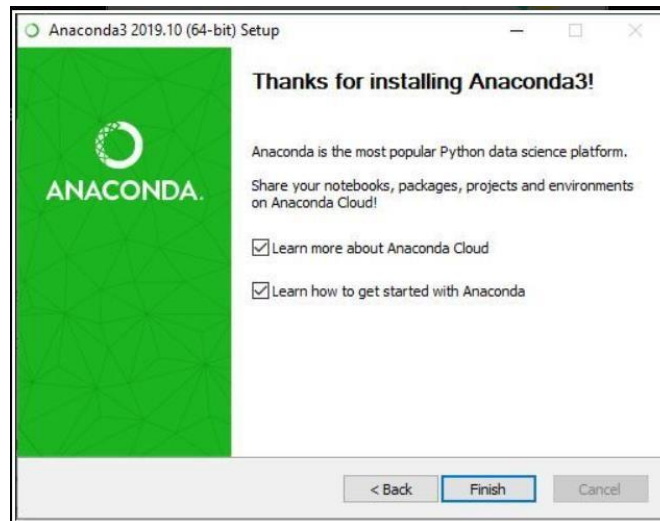 Anaconda3 2019.10 (64-bit) Setup
Thanks for installing Anaconda3!
ANACONDA.
Anaconda is the most popular Python data science platform.
Share your notebooks, packages, projects and environments
on Anaconda Cloud!
Learn more about Anaconda Cloud
Learn how to get started with Anaconda
< Back
Finish
Cancel